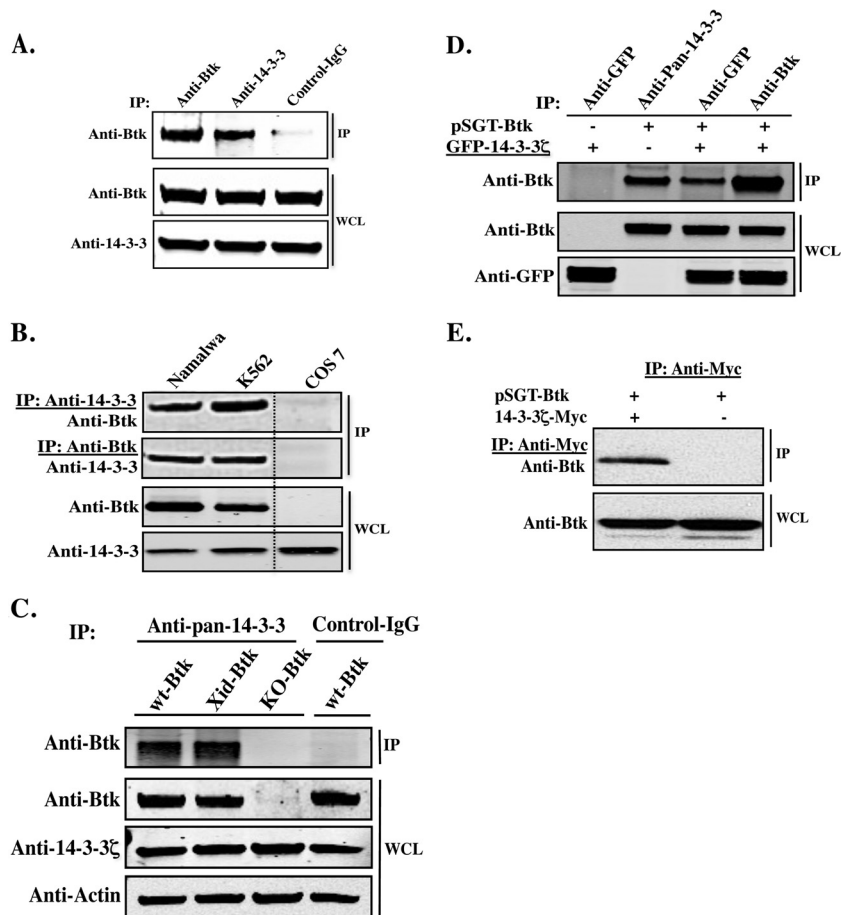 A.
IP:
Anti-Btk
Anti-14-3-3
Control-IgG
Anti-Btk
IP
Anti-Btk
Anti-14-3-3
WCL
B.
Namalwa
K562
COS 7
IP: Anti-14-3-3
Anti-Btk
IP: Anti-Btk
Anti-14-3-3
IP
Anti-Btk
Anti-14-3-3
WCL
C.
IP:
Anti-pan-14-3-3
Control-IgG
wt-Btk
Xid-Btk
KO-Btk
wt-Btk
Anti-Btk
IP
Anti-Btk
Anti-14-3-3ζ
Anti-Actin
WCL
D.
IP:
Anti-GFP
Anti-Pan-14-3-3
Anti-GFP
Anti-Btk
pSGT-Btk - + + +
GFP-14-3-3ζ + - + +
Anti-Btk
IP
Anti-Btk
Anti-GFP
WCL
E.
IP: Anti-Myc
pSGT-Btk + +
14-3-3ζ-Myc + -
IP: Anti-Myc
Anti-Btk
IP
Anti-Btk
WCL